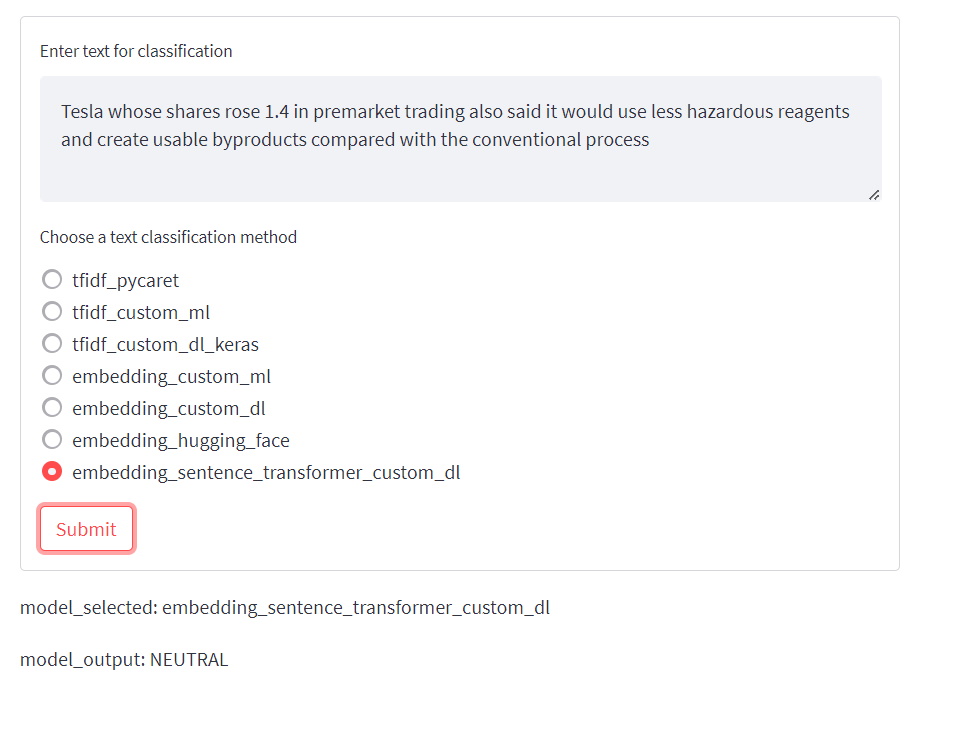 Enter text for classification
Tesla whose shares rose 1.4 in premarket trading also said it would use less hazardous reagents
and create usable byproducts compared with the conventional process
Choose a text classification method
tfidf_pycaret
tfidf_custom_ml
tfidf_custom_dl_keras
embedding_custom_ml
embedding_custom_dl
embedding_hugging_face
embedding_sentence_transformer_custom_dl
Submit
model_selected: embedding_sentence_transformer_custom_dl
model_output: NEUTRAL